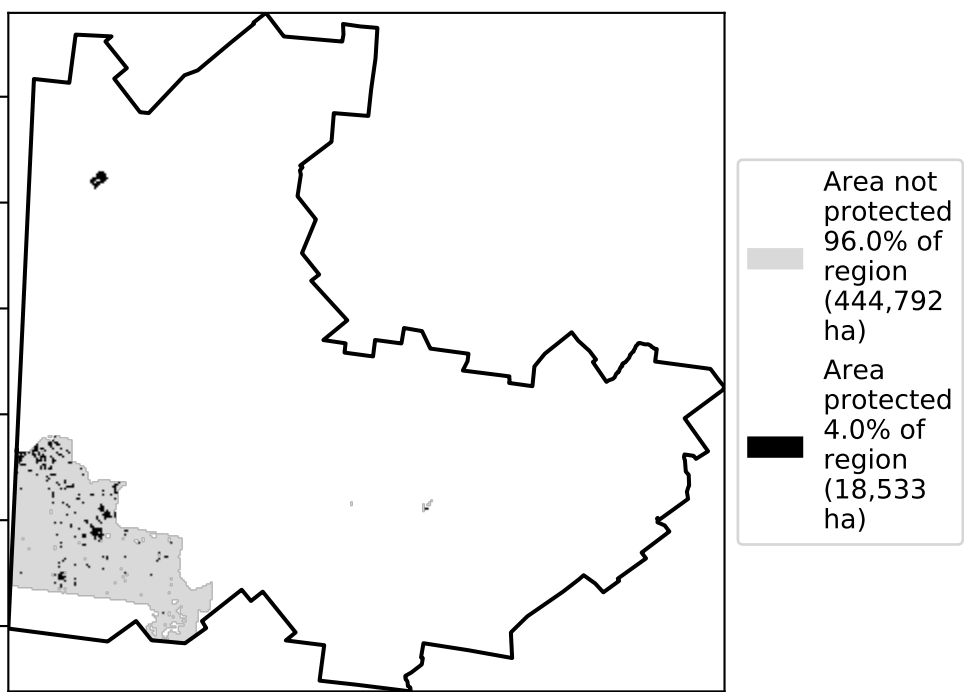 Area not
protected
96.0% of
region
(444,792
ha)
Area
protected
4.0% of
region
(18,533
ha)